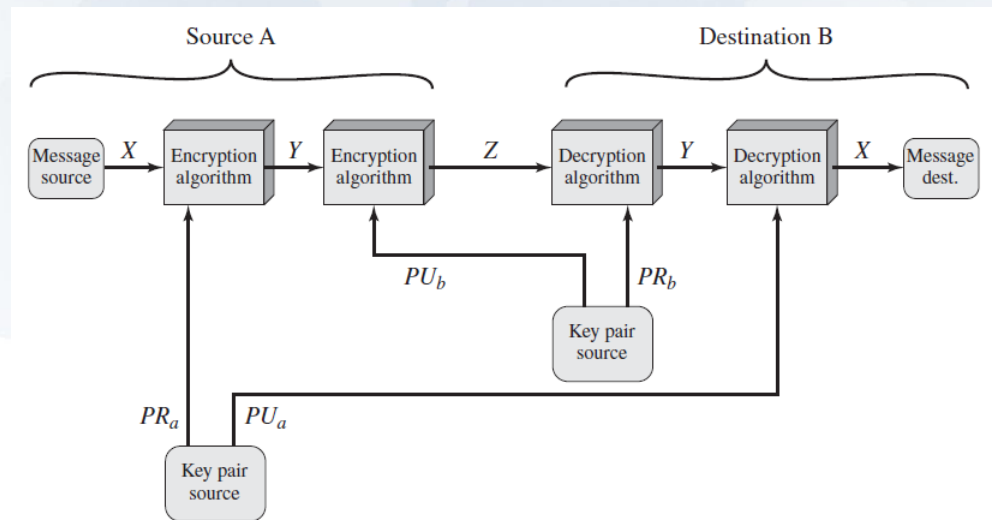 Source A
Destination B
Message source
X
Encryption algorithm
Y
Encryption algorithm
Z
Decryption algorithm
Y
Decryption algorithm
X
Message dest.
PUb
PRb
Key pair source
PRa
PUa
Key pair source